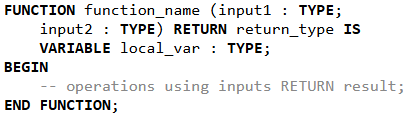 FUNCTION function_name (input1 : TYPE;
input2 : TYPE) RETURN return_type IS
VARIABLE local_var : TYPE;
BEGIN
-- operations using inputs RETURN result;
END FUNCTION;